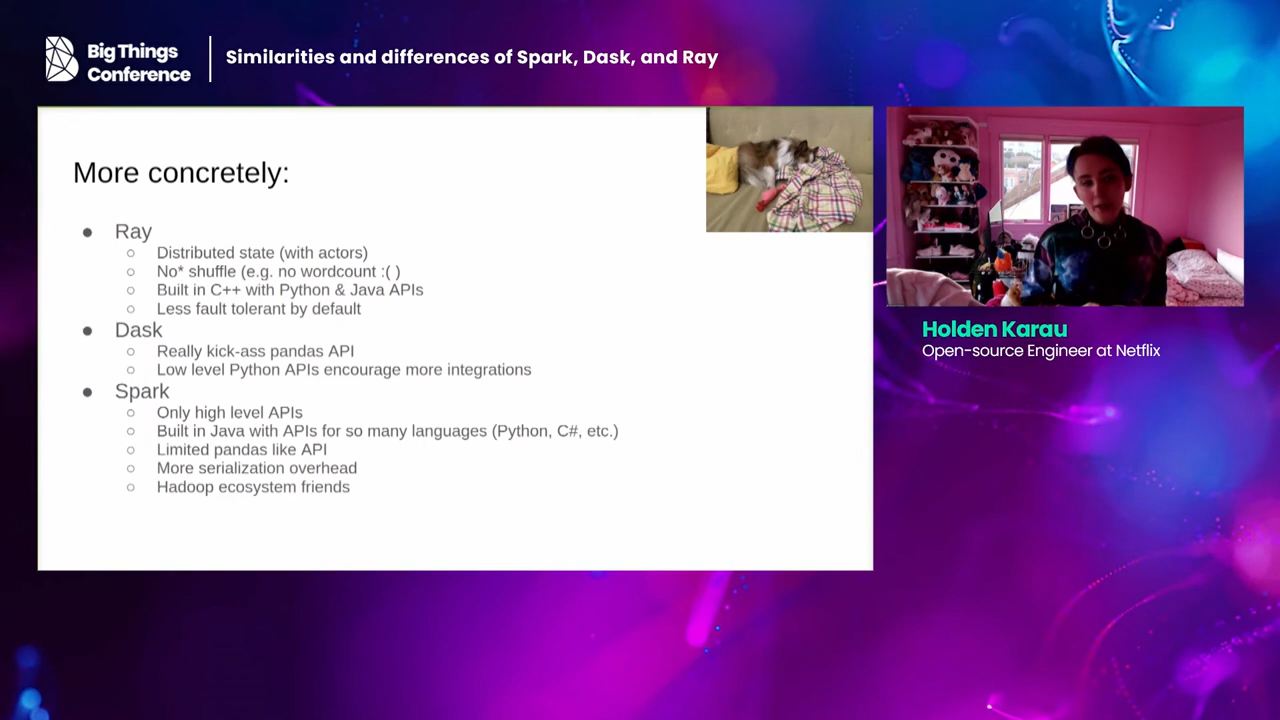 Big Things
Conference
Similarities and differences of Spark, Dask, and Ray
More concretely:
● Ray
○ Distributed state (with actors)
○ No* shuffle (e.g. no wordcount :( )
○ Built in C++ with Python & Java APIs
○ Less fault tolerant by default
● Dask
○ Really kick-ass pandas API
○ Low level Python APIs encourage more integrations
● Spark
○ Only high level APIs
○ Built in Java with APIs for so many languages (Python, C#, etc.)
○ Limited pandas like API
○ More serialization overhead
○ Hadoop ecosystem friends
Holden Karau
Open-source Engineer at Netflix